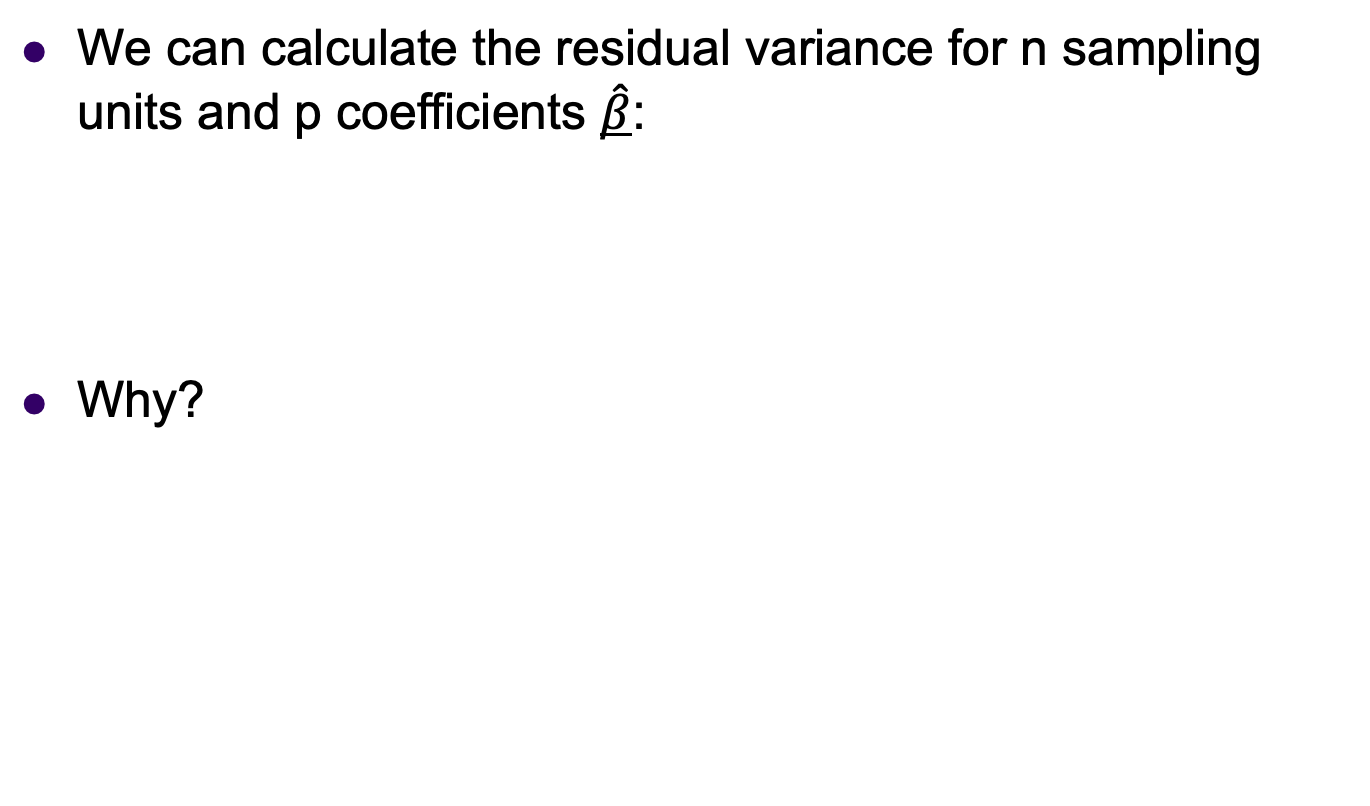 • We can calculate the residual variance for n sampling
units and p coefficients β̲̂:
• Why?